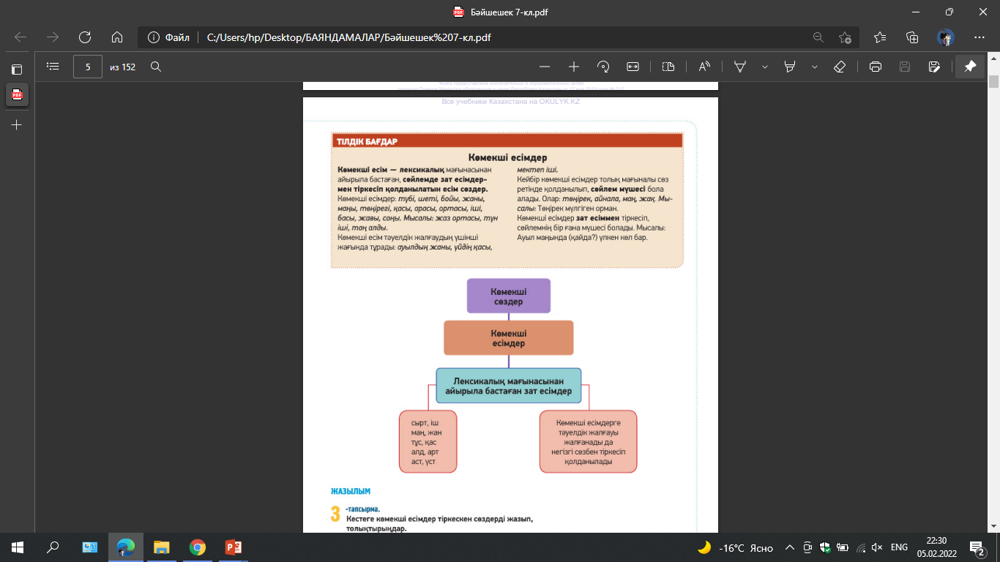 Бәйшешек 7-кл.pdf
Файл
C:/Users/hp/Desktop/БАЯНДАМАЛАР/Бәйшешек%207-кл.pdf
5
из 152
Все учебники Казахстана на OKULYK.KZ
ТІЛДІК БАҒДАР
Көмекші есімдер
Көмекші есім — лексикалық мағынасынан
айырыла бастаған, сөйлемде зат есімдер-
мен тіркесіп қолданылатын есім сөздер.
Көмекші есімдер: түбі, шеті, бойы, жаны,
маңы, төңірегі, қасы, арасы, ортасы, іші,
басы, жавы, соңы. Мысалы: жаз ортасы, түн
іші, таң алды.
Көмекші есім тәуелдік жалғаудың үшінші
жағында тұрады: ауылдың жаны, үйдің қасы,
мектеп іші.
Кейбір көмекші есімдер толық мағыналы сөз
ретінде қолданылып, сөйлем мүшесі бола
алады. Олар: төңірек, айнала, маң, жақ. Мы-
салы: Төңірек мүлгіген орман.
Көмекші есімдер зат есіммен тіркесіп,
сөйлемнің бір ғана мүшесі болады. Мысалы:
Ауыл маңында (қайда?) үлкен көл бар.
Көмекші
сөздер
Көмекші
есімдер
Лексикалық мағынасынан
айырыла бастаған зат есімдер
сырт, іш
маң, жан
тұс, қас
алд, арт
аст, үст
Көмекші есімдерге
тәуелдік жалғауы
жалғанады да
негізгі сөзбен тіркесіп
қолданылады
ЖАЗЫЛЫМ
3 -тапсырма.
Кестеге көмекші есімдер тіркескен сөздерді жазып,
толықтырыңдар.
-16°C Ясно
ENG
22:30
05.02.2022
2